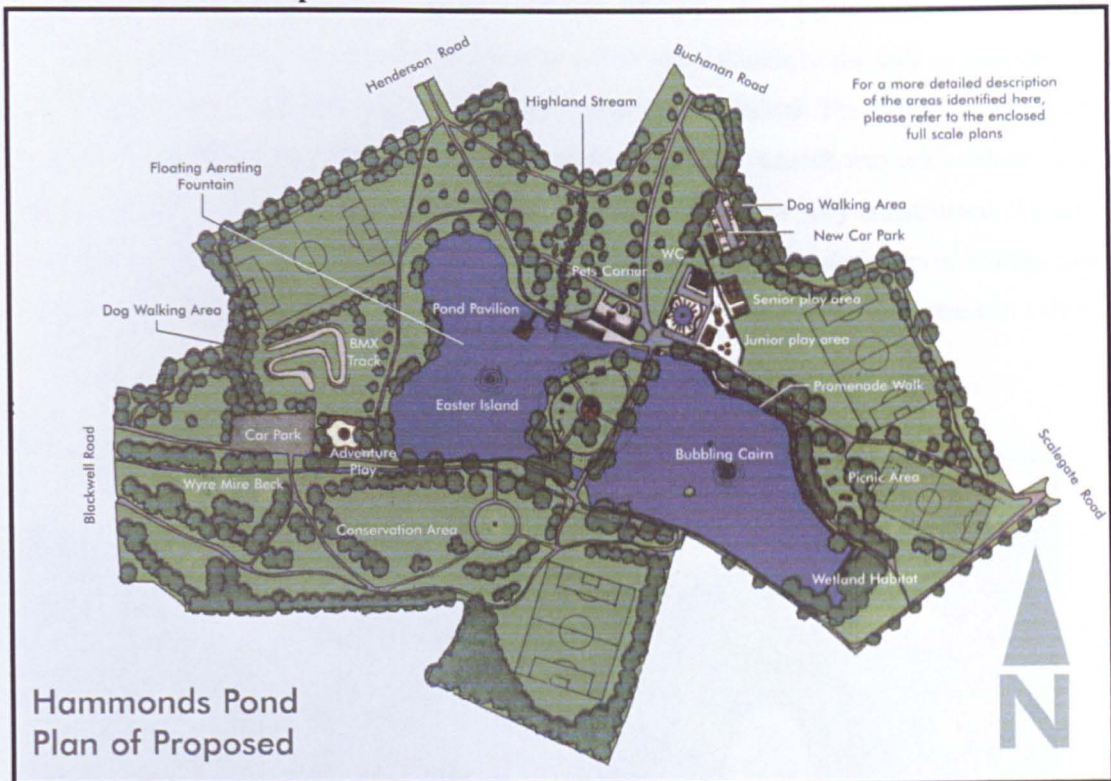 Henderson Road
Buchanan Road
Highland Stream
For a more detailed description
of the areas identified here,
please refer to the enclosed
full scale plans
Floating Aerating
Fountain
Dog Walking Area
New Car Park
WC
Pets Corner
Senior play area
Pond Pavilion
Dog Walking Area
BMX
Track
Junior play area
Promenade Walk
Easter Island
Car Park
Adventure
Play
Bubbling Cairn
Scalegate Road
Blackwell Road
Wyre Mire Beck
Picnic Area
Conservation Area
Wetland Habitat
Hammonds Pond
Plan of Proposed
N